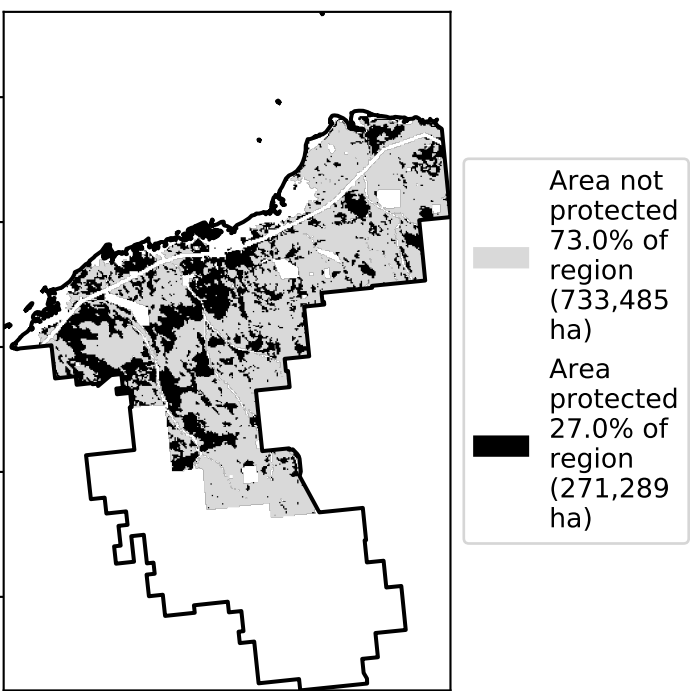 Area not
protected
73.0% of
region
(733,485
ha)
Area
protected
27.0% of
region
(271,289
ha)